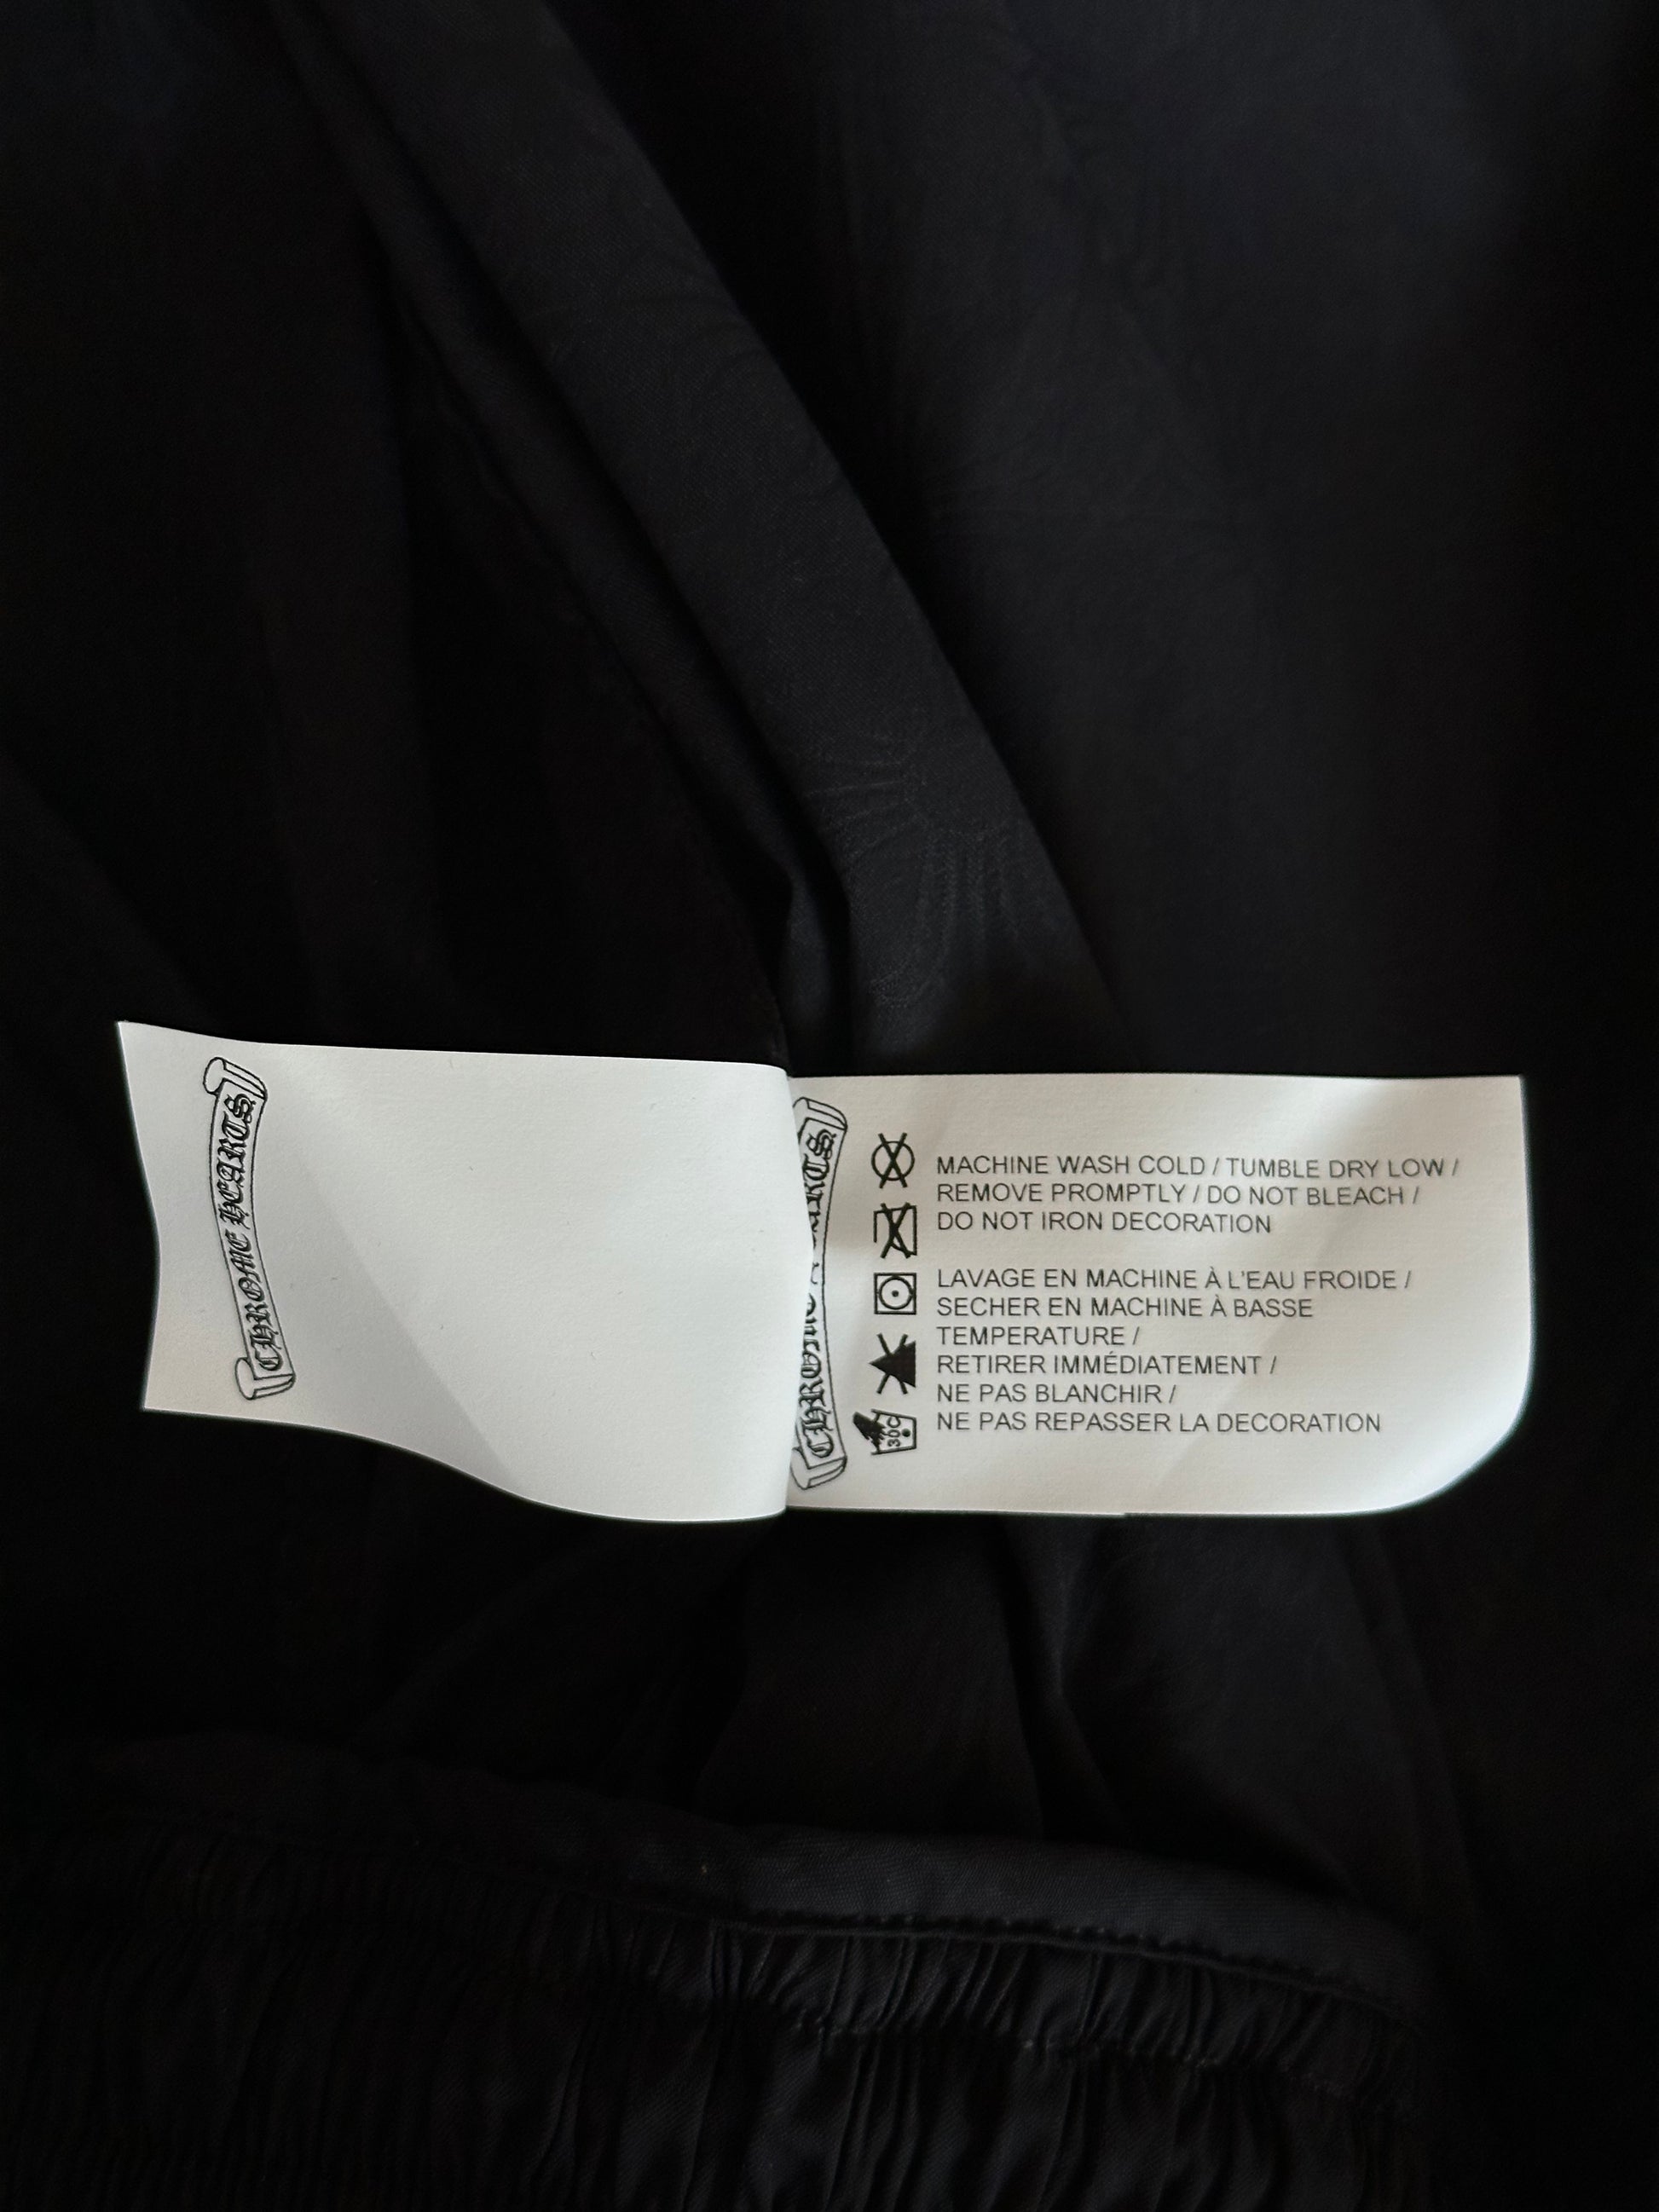 CHROME HEARTS
CHROME HEARTS
MACHINE WASH COLD / TUMBLE DRY LOW /
REMOVE PROMPTLY / DO NOT BLEACH /
DO NOT IRON DECORATION
LAVAGE EN MACHINE À L'EAU FROIDE /
SECHER EN MACHINE À BASSE
TEMPERATURE /
RETIRER IMMÉDIATEMENT /
NE PAS BLANCHIR /
NE PAS REPASSER LA DECORATION
30C